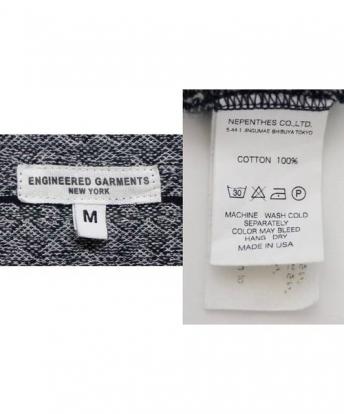 ENGINEERED GARMENTS
NEW YORK
M
NEPENTHES CO.,LTD.
5-44-1 JINGUMAE SHIBUYA TOKYO
COTTON 100%
30
P
MACHINE WASH COLD
SEPARATELY
COLOR MAY BLEED
HANG DRY
MADE IN USA